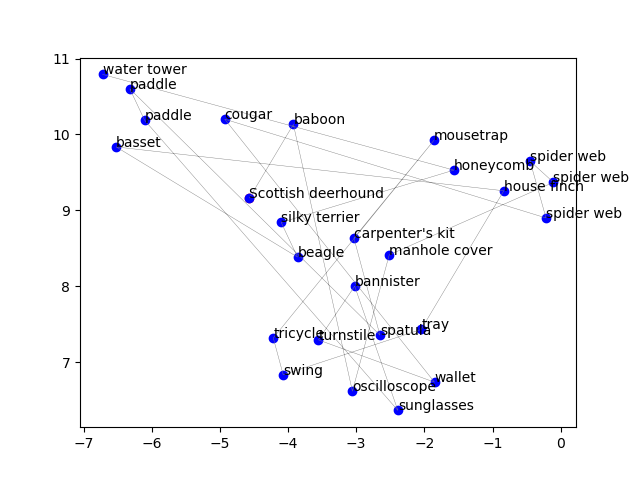 11
water tower
paddle
paddle
cougar
baboon
10
mousetrap
basset
honeycomb
spider web
spider web
house finch
Scottish deerhound
9
silky terrier
spider web
carpenter's kit
beagle
manhole cover
8
bannister
tricycle
turnstile
spatula
tray
7
swing
oscilloscope
wallet
sunglasses
−7 −6 −5 −4 −3 −2 −1 0